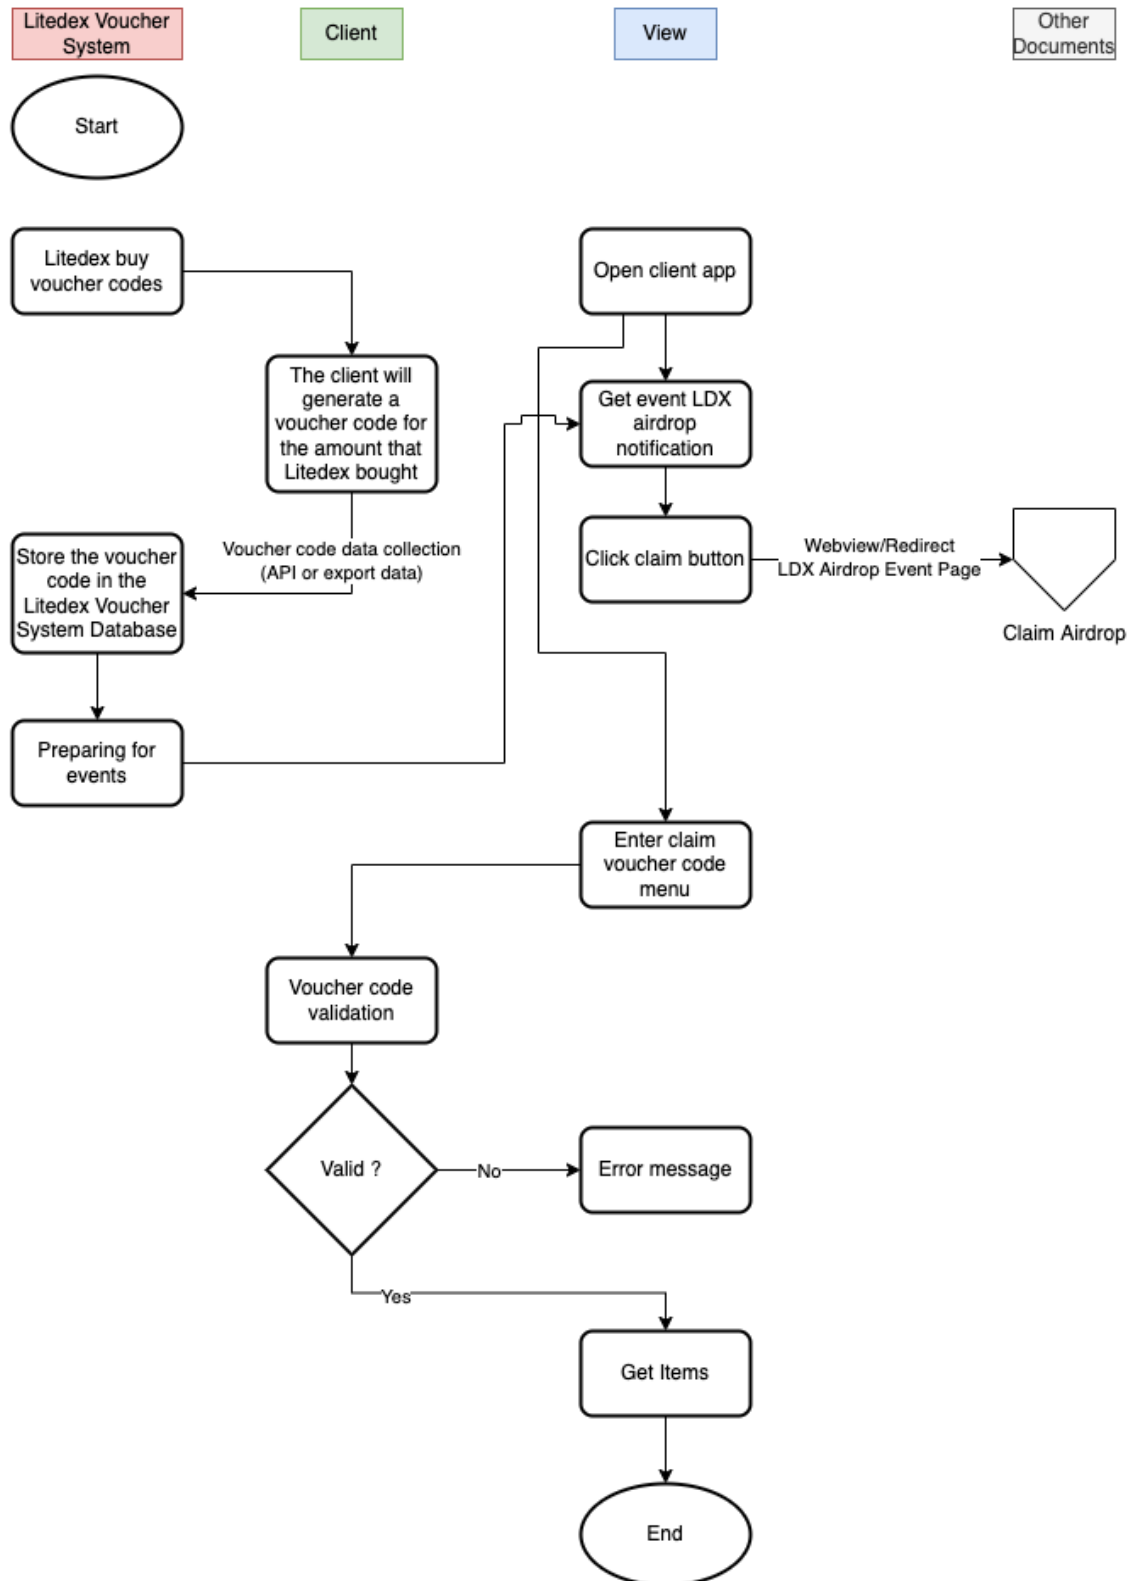 Litedex Voucher
System
Client
View
Other
Documents
Start
Litedex buy
voucher codes
Open client app
The client will
generate a
voucher code for
the amount that
Litedex bought
Get event LDX
airdrop
notification
Store the voucher
code in the
Litedex Voucher
System Database
Voucher code data collection
(API or export data)
Click claim button
Webview/Redirect
LDX Airdrop Event Page
Claim Airdrop
Preparing for
events
Enter claim
voucher code
menu
Voucher code
validation
Valid ?
No
Error message
Yes
Get Items
End